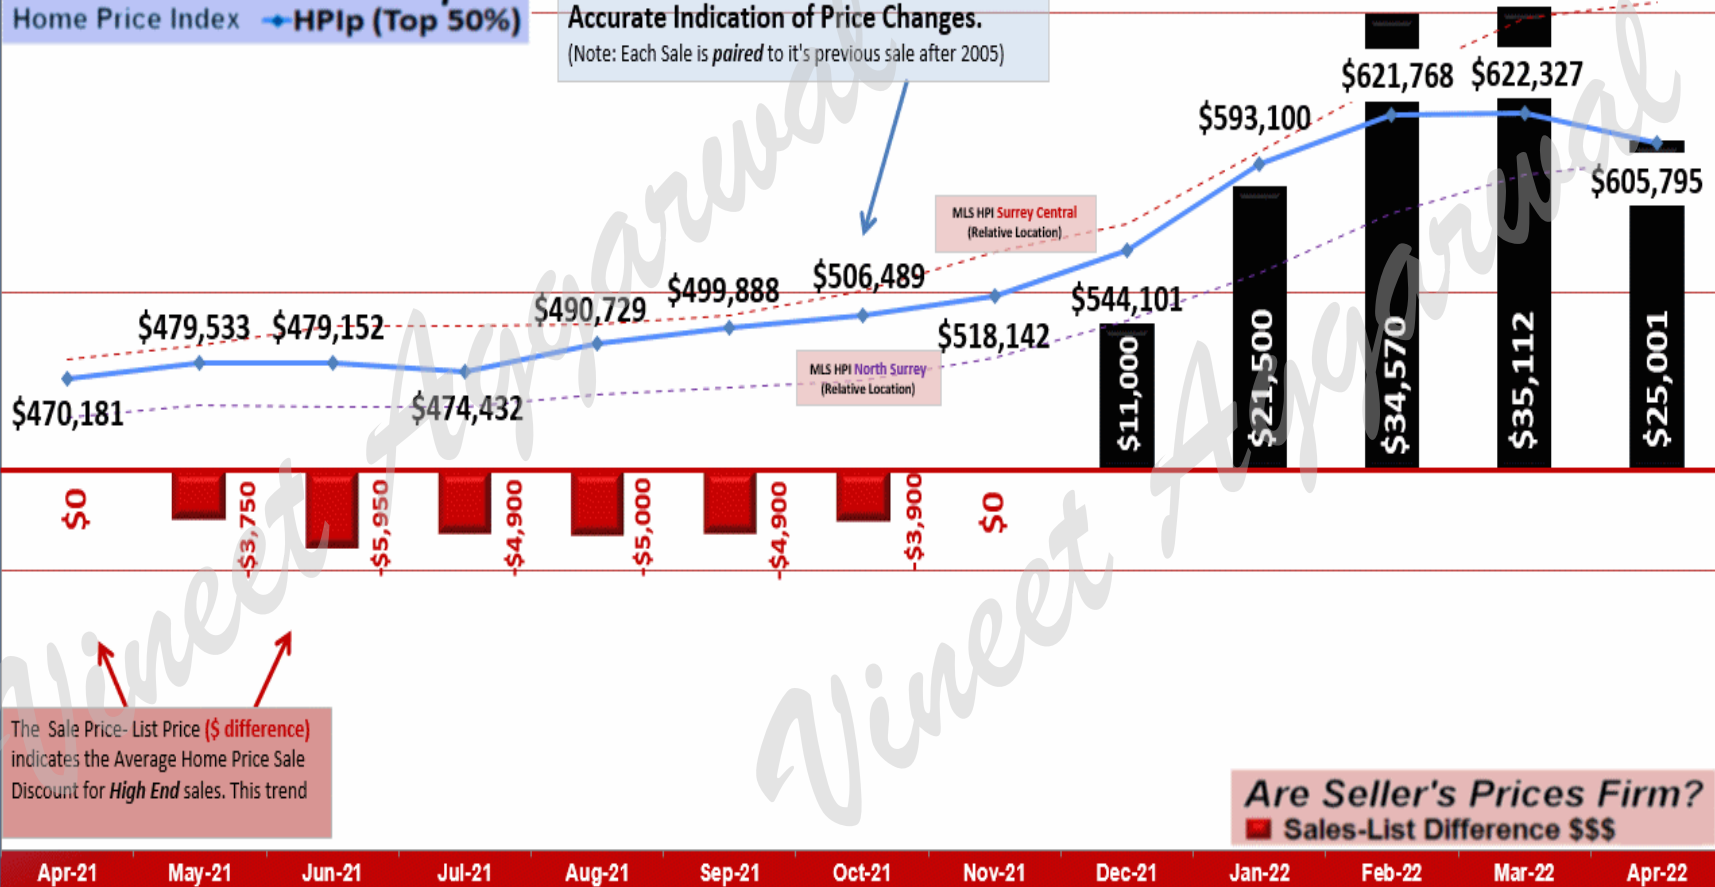 Home Price Index HPIp (Top 50%)
Accurate Indication of Price Changes.
(Note: Each Sale is paired to it's previous sale after 2005)
$470,181
$479,533
$479,152
$474,432
$490,729
$499,888
$506,489
$518,142
$544,101
$593,100
$621,768
$622,327
$605,795
MLS HPI Surrey Central
(Relative Location)
MLS HPI North Surrey
(Relative Location)
$0
-$3,750
-$5,950
-$4,900
-$5,000
-$4,900
-$3,900
$0
$11,000
$21,500
$34,570
$35,112
$25,001
Vineet Aggarwal
Vineet Aggarwal
The Sale Price- List Price ($ difference)
indicates the Average Home Price Sale
Discount for High End sales. This trend
Are Seller's Prices Firm?
Sales-List Difference $$$
Apr-21 May-21 Jun-21 Jul-21 Aug-21 Sep-21 Oct-21 Nov-21 Dec-21 Jan-22 Feb-22 Mar-22 Apr-22